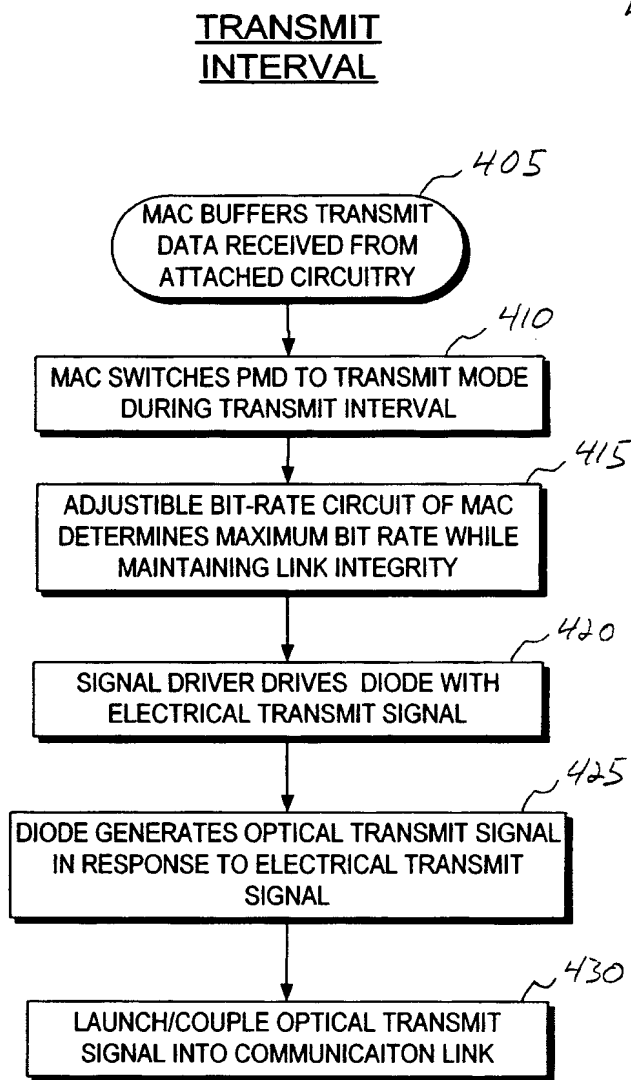 TRANSMIT
INTERVAL
405
MAC BUFFERS TRANSMIT
DATA RECEIVED FROM
ATTACHED CIRCUITRY
410
MAC SWITCHES PMD TO TRANSMIT MODE
DURING TRANSMIT INTERVAL
415
ADJUSTIBLE BIT-RATE CIRCUIT OF MAC
DETERMINES MAXIMUM BIT RATE WHILE
MAINTAINING LINK INTEGRITY
420
SIGNAL DRIVER DRIVES DIODE WITH
ELECTRICAL TRANSMIT SIGNAL
425
DIODE GENERATES OPTICAL TRANSMIT SIGNAL
IN RESPONSE TO ELECTRICAL TRANSMIT
SIGNAL
430
LAUNCH/COUPLE OPTICAL TRANSMIT
SIGNAL INTO COMMUNICAITON LINK